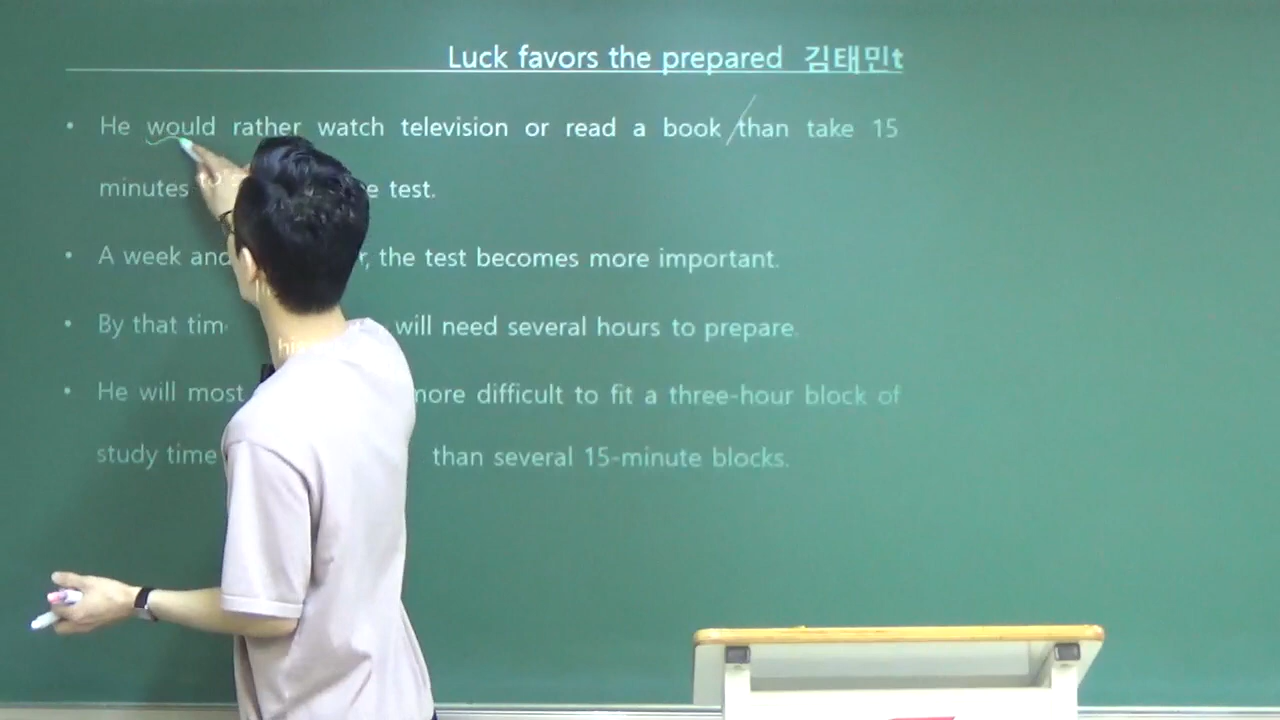 Luck favors the prepared 김태민t
• He would rather watch television or read a book than take 15
minutes to e test.
• A week and , the test becomes more important.
• By that tim will need several hours to prepare.
hi
• He will most more difficult to fit a three-hour block of
study time than several 15-minute blocks.